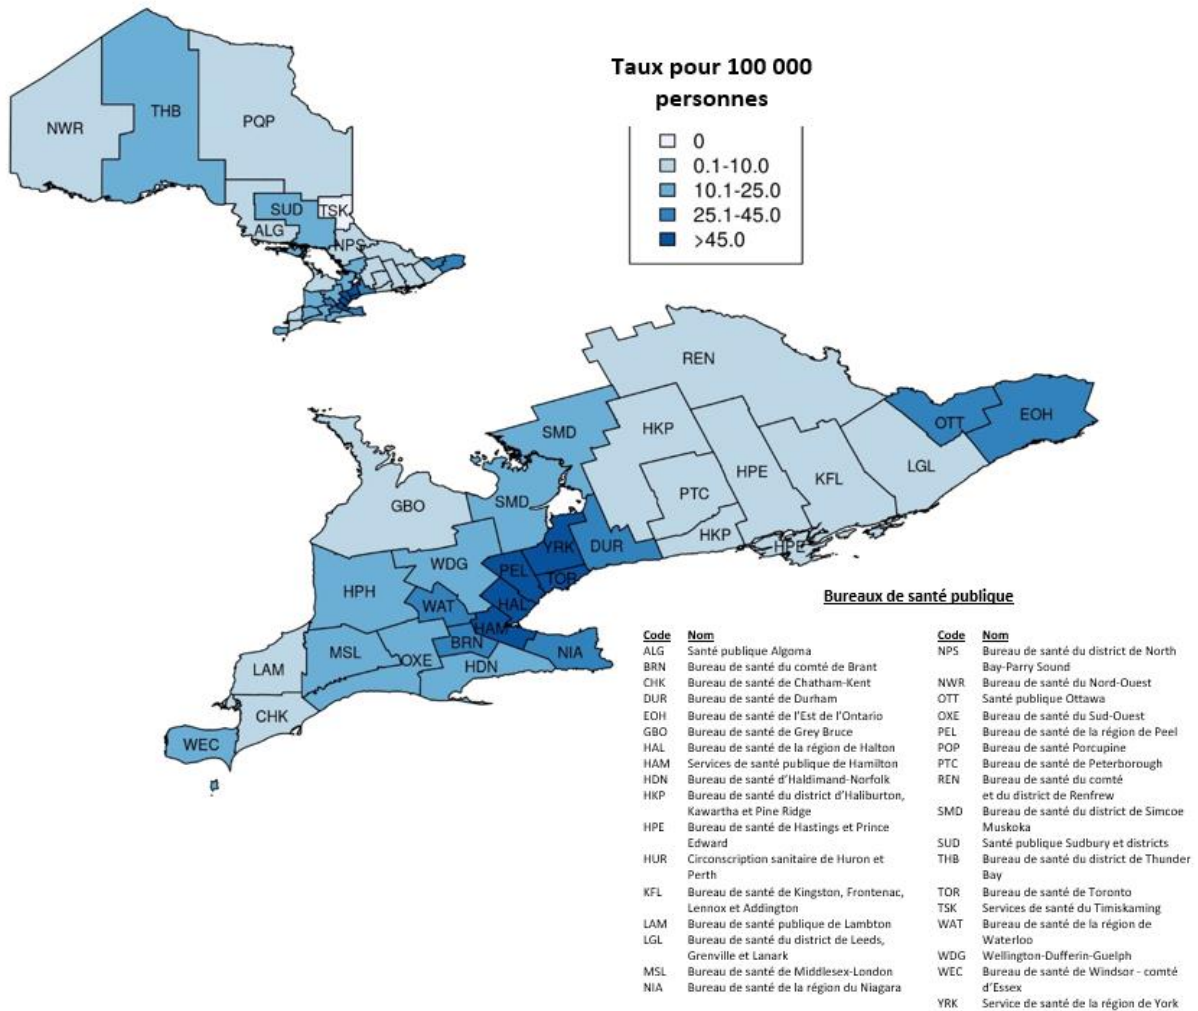 Taux pour 100 000
personnes
0
0.1-10.0
10.1-25.0
25.1-45.0
>45.0
NWR
THB
PQP
SUD
TSK
ALG
NPS
REN
SMD
HKP
OTT
EOH
HPE
LGL
KFL
PTC
GBO
SMD
HKP
HPE
YRK
DUR
WDG
PEL
TOR
HPH
WAT
HAL
HAM
BRN
NIA
MSL
OXE
HDN
LAM
CHK
WEC
Bureaux de santé publique
Code Nom
ALG Santé publique Algoma
BRN Bureau de santé du comté de Brant
CHK Bureau de santé de Chatham-Kent
DUR Bureau de santé de Durham
EOH Bureau de santé de l'Est de l'Ontario
GBO Bureau de santé de Grey Bruce
HAL Bureau de santé de la région de Halton
HAM Services de santé publique de Hamilton
HDN Bureau de santé d'Haldimand-Norfolk
HKP Bureau de santé du district d'Haliburton,
Kawartha et Pine Ridge
HPE Bureau de santé de Hastings et Prince
Edward
HUR Circonscription sanitaire de Huron et
Perth
KFL Bureau de santé de Kingston, Frontenac,
Lennox et Addington
LAM Bureau de santé publique de Lambton
LGL Bureau de santé du district de Leeds,
Grenville et Lanark
MSL Bureau de santé de Middlesex-London
NIA Bureau de santé de la région du Niagara
Code Nom
NPS Bureau de santé du district de North
Bay-Parry Sound
NWR Bureau de santé du Nord-Ouest
OTT Santé publique Ottawa
OXE Bureau de santé du Sud-Ouest
PEL Bureau de santé de la région de Peel
POP Bureau de santé Porcupine
PTC Bureau de santé de Peterborough
REN Bureau de santé du comté
et du district de Renfrew
SMD Bureau de santé du district de Simcoe
Muskoka
SUD Santé publique Sudbury et districts
THB Bureau de santé du district de Thunder
Bay
TOR Bureau de santé de Toronto
TSK Services de santé du Timiskaming
WAT Bureau de santé de la région de
Waterloo
WDG Wellington-Dufferin-Guelph
WEC Bureau de santé de Windsor - comté
d'Essex
YRK Service de santé de la région de York